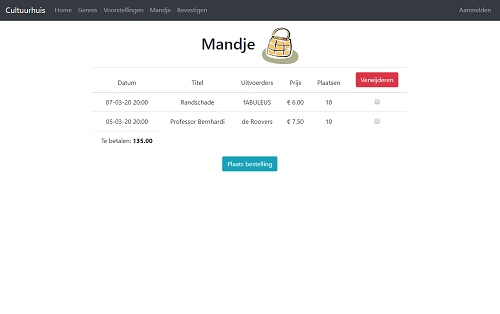 Cultuurhuis Home Genres Voorstellingen Mandje Bevestigen Aanmelden
Mandje
Datum Titel Uitvoerders Prijs Plaatsen Verwijderen
07-03-20 20:00 Randschade fABULEUS € 6.00 10
05-03-20 20:00 Professor Bernhardi de Roovers € 7.50 10
Te betalen: 135.00
Plaats bestelling